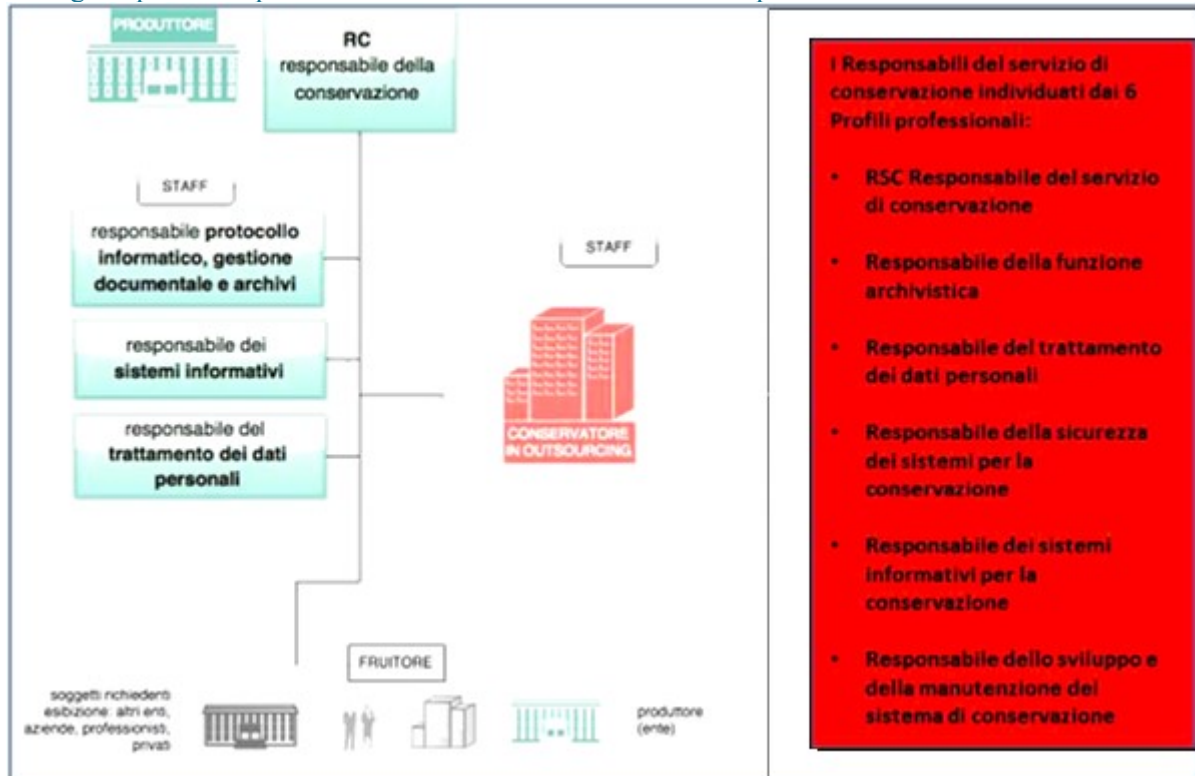 PRODUTTORE
RC
responsabile della
conservazione
STAFF
responsabile protocollo
informatico, gestione
documentale e archivi
responsabile dei
sistemi informativi
responsabile del
trattamento dei dati
personali
STAFF
CONSERVATORE
IN OUTSOURCING
FRUITORE
soggetti richiedenti
esibizione: altri enti,
aziende, professionisti,
privati
produttore
(ente)
I Responsabili del servizio di
conservazione individuati dai 6
Profili professionali:
• RSC Responsabile del servizio
di conservazione
• Responsabile della funzione
archivistica
• Responsabile del trattamento
dei dati personali
• Responsabile della sicurezza
dei sistemi per la
conservazione
• Responsabile dei sistemi
informativi per la
conservazione
• Responsabile dello sviluppo e
della manutenzione del
sistema di conservazione